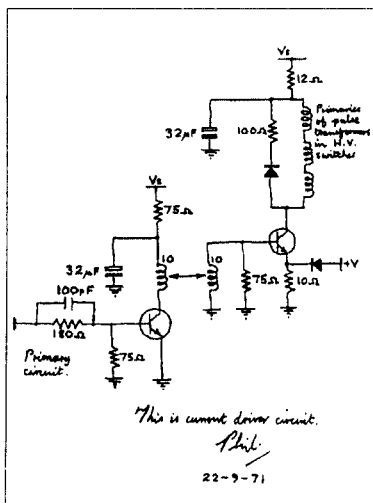 Vs
12Ω
32µF
100Ω
Primaries
of pulse
transformers
in H.V.
switches
Vs
75Ω
32µF
10
10
75Ω
10Ω
+V
100pF
180Ω
75Ω
Primary
circuit.
This is current driver circuit.
Phil.
22-9-71